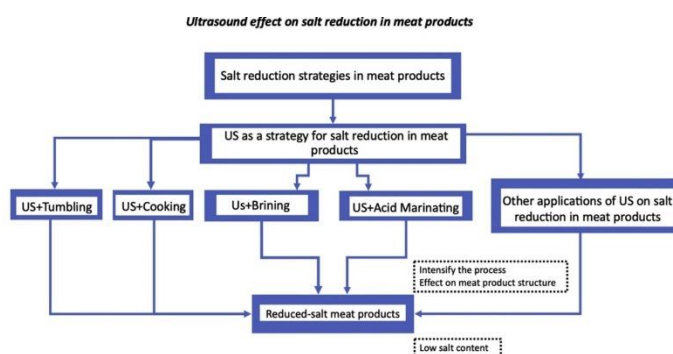 Ultrasound effect on salt reduction in meat products
Salt reduction strategies in meat products
US as a strategy for salt reduction in meat
products
US+Tumbling
US+Cooking
Us+Brining
US+Acid Marinating
Other applications of US on salt
reduction in meat products
Intensify the process
Effect on meat product structure
Reduced-salt meat products
Low salt content